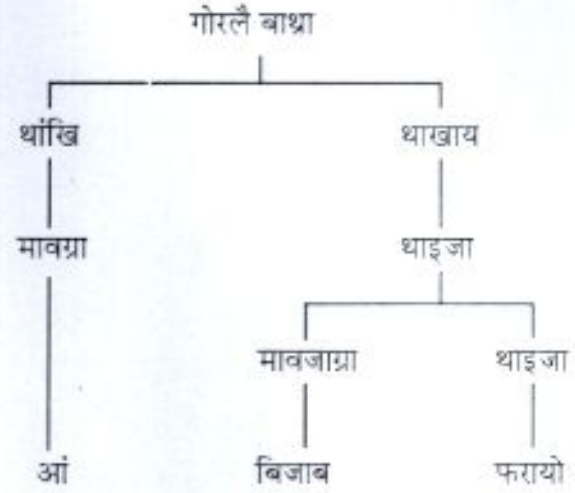 गोरलै बाथ्रा
थांखि थाखाय
मावग्रा थाइजा
मावजाग्रा थाइजा
आं बिजाब फरायो